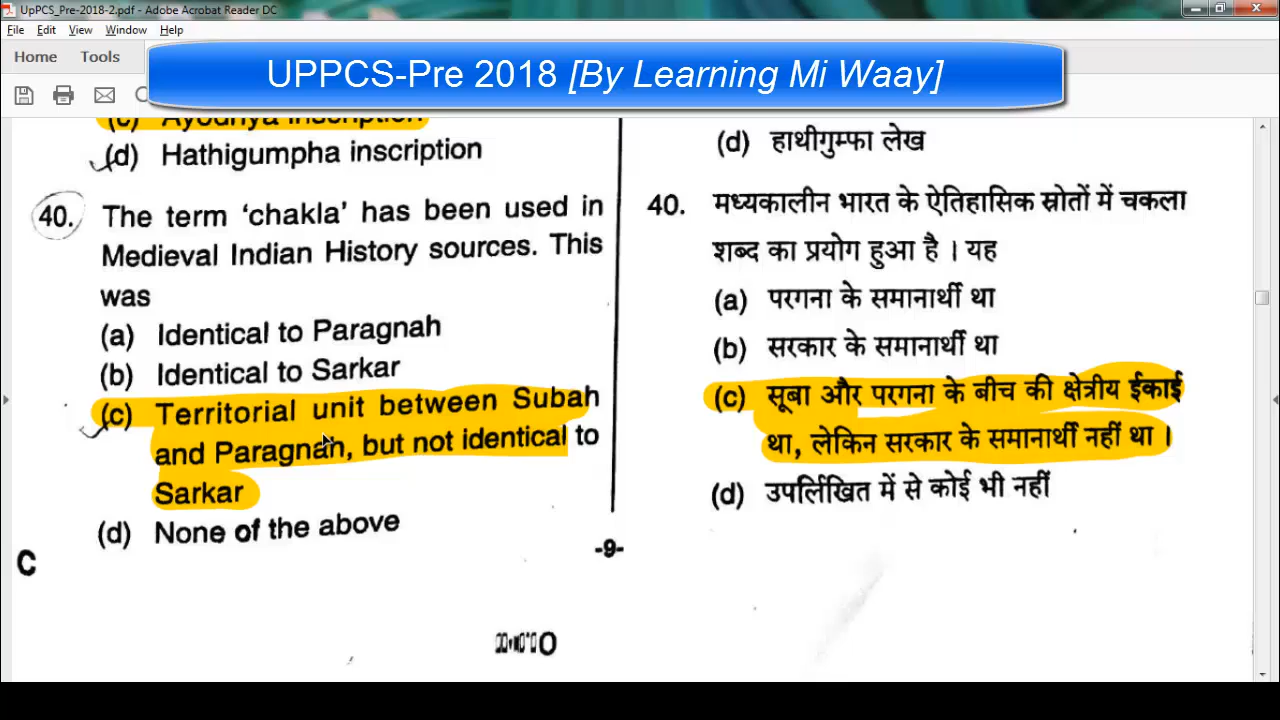 UpPCS_Pre-2018-2.pdf - Adobe Acrobat Reader DC
File Edit View Window Help
Home Tools
UPPCS-Pre 2018 [By Learning Mi Waay]
(c) Ayodhya inscription
(d) Hathigumpha inscription
40. The term ‘chakla’ has been used in
Medieval Indian History sources. This
was
(a) Identical to Paragnah
(b) Identical to Sarkar
(c) Territorial unit between Subah
and Paragnah, but not identical to
Sarkar
(d) None of the above
C
-9-
(d) हाथीगुम्फा लेख
40. मध्यकालीन भारत के ऐतिहासिक स्रोतों में चकला
शब्द का प्रयोग हुआ है । यह
(a) परगना के समानार्थी था
(b) सरकार के समानार्थी था
(c) सूबा और परगना के बीच की क्षेत्रीय ईकाई
था, लेकिन सरकार के समानार्थी नहीं था ।
(d) उपर्लिखित में से कोई भी नहीं